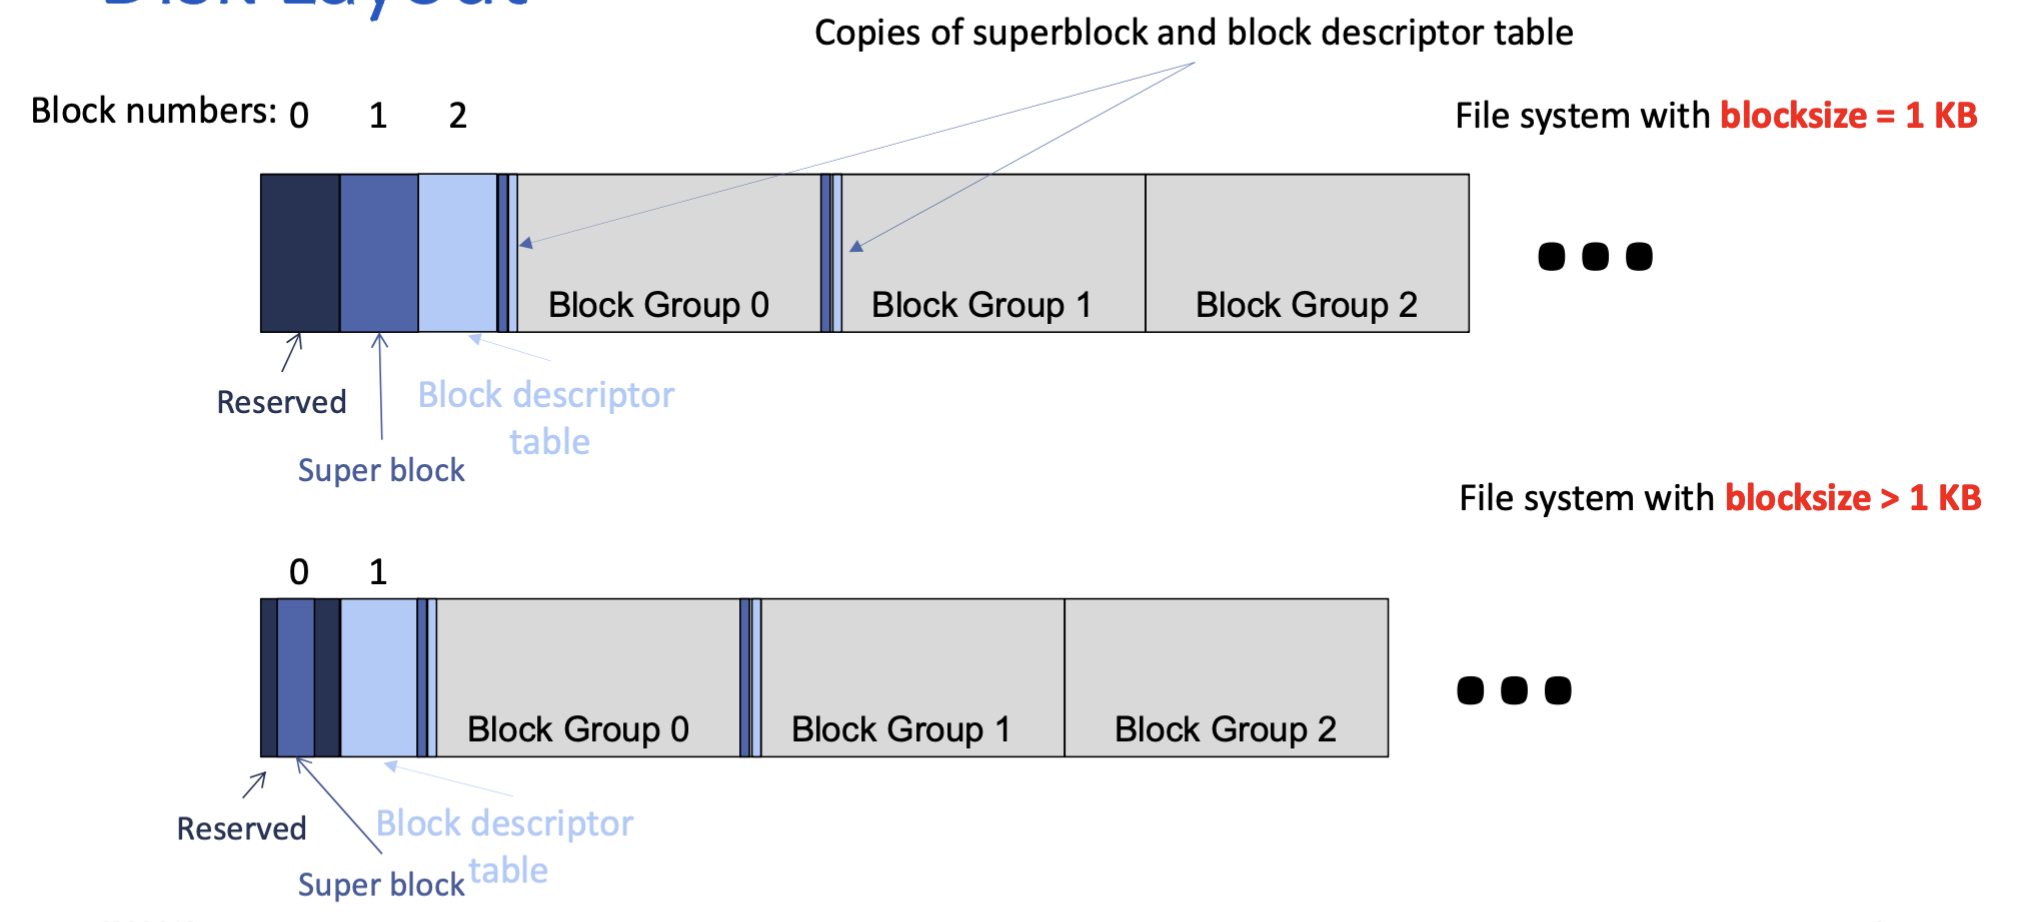 Disk Layout
Copies of superblock and block descriptor table
Block numbers: 0 1 2
File system with blocksize = 1 KB
Block Group 0
Block Group 1
Block Group 2
Reserved
Block descriptor
table
Super block
File system with blocksize > 1 KB
0 1
Block Group 0
Block Group 1
Block Group 2
Reserved
Block descriptor
table
Super block